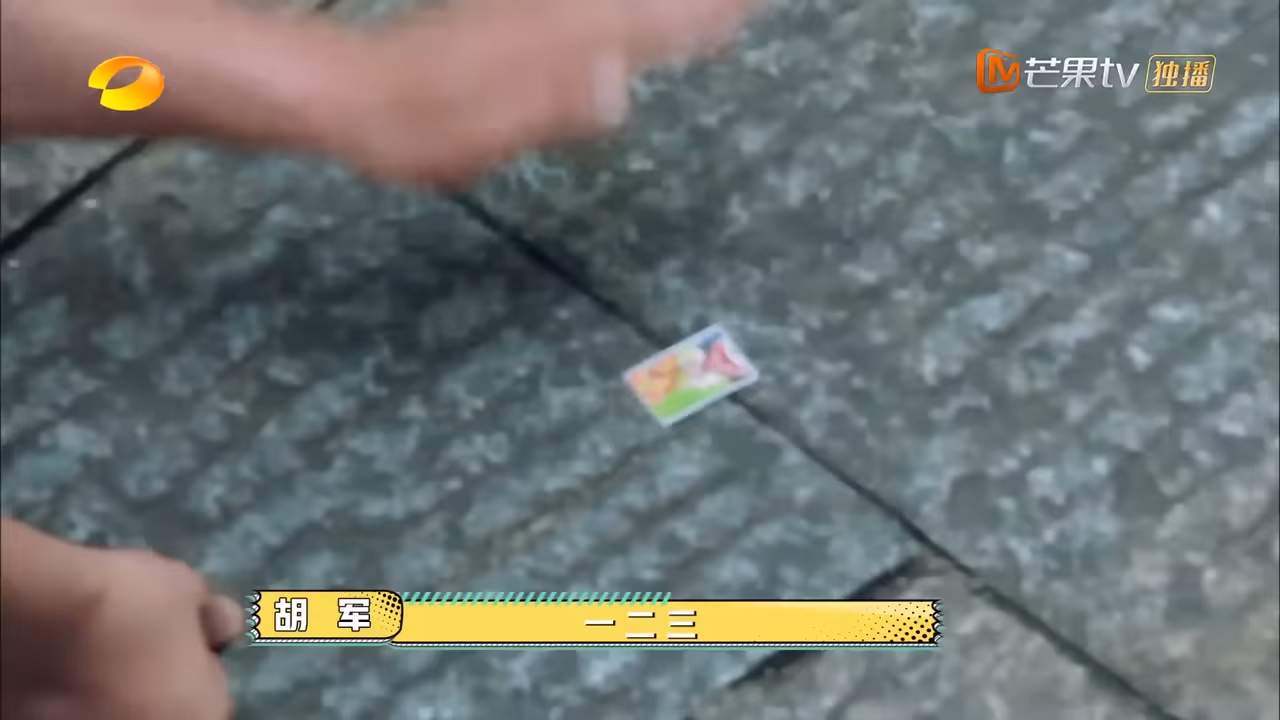 芒果tv 独播
胡 军 一 二 三